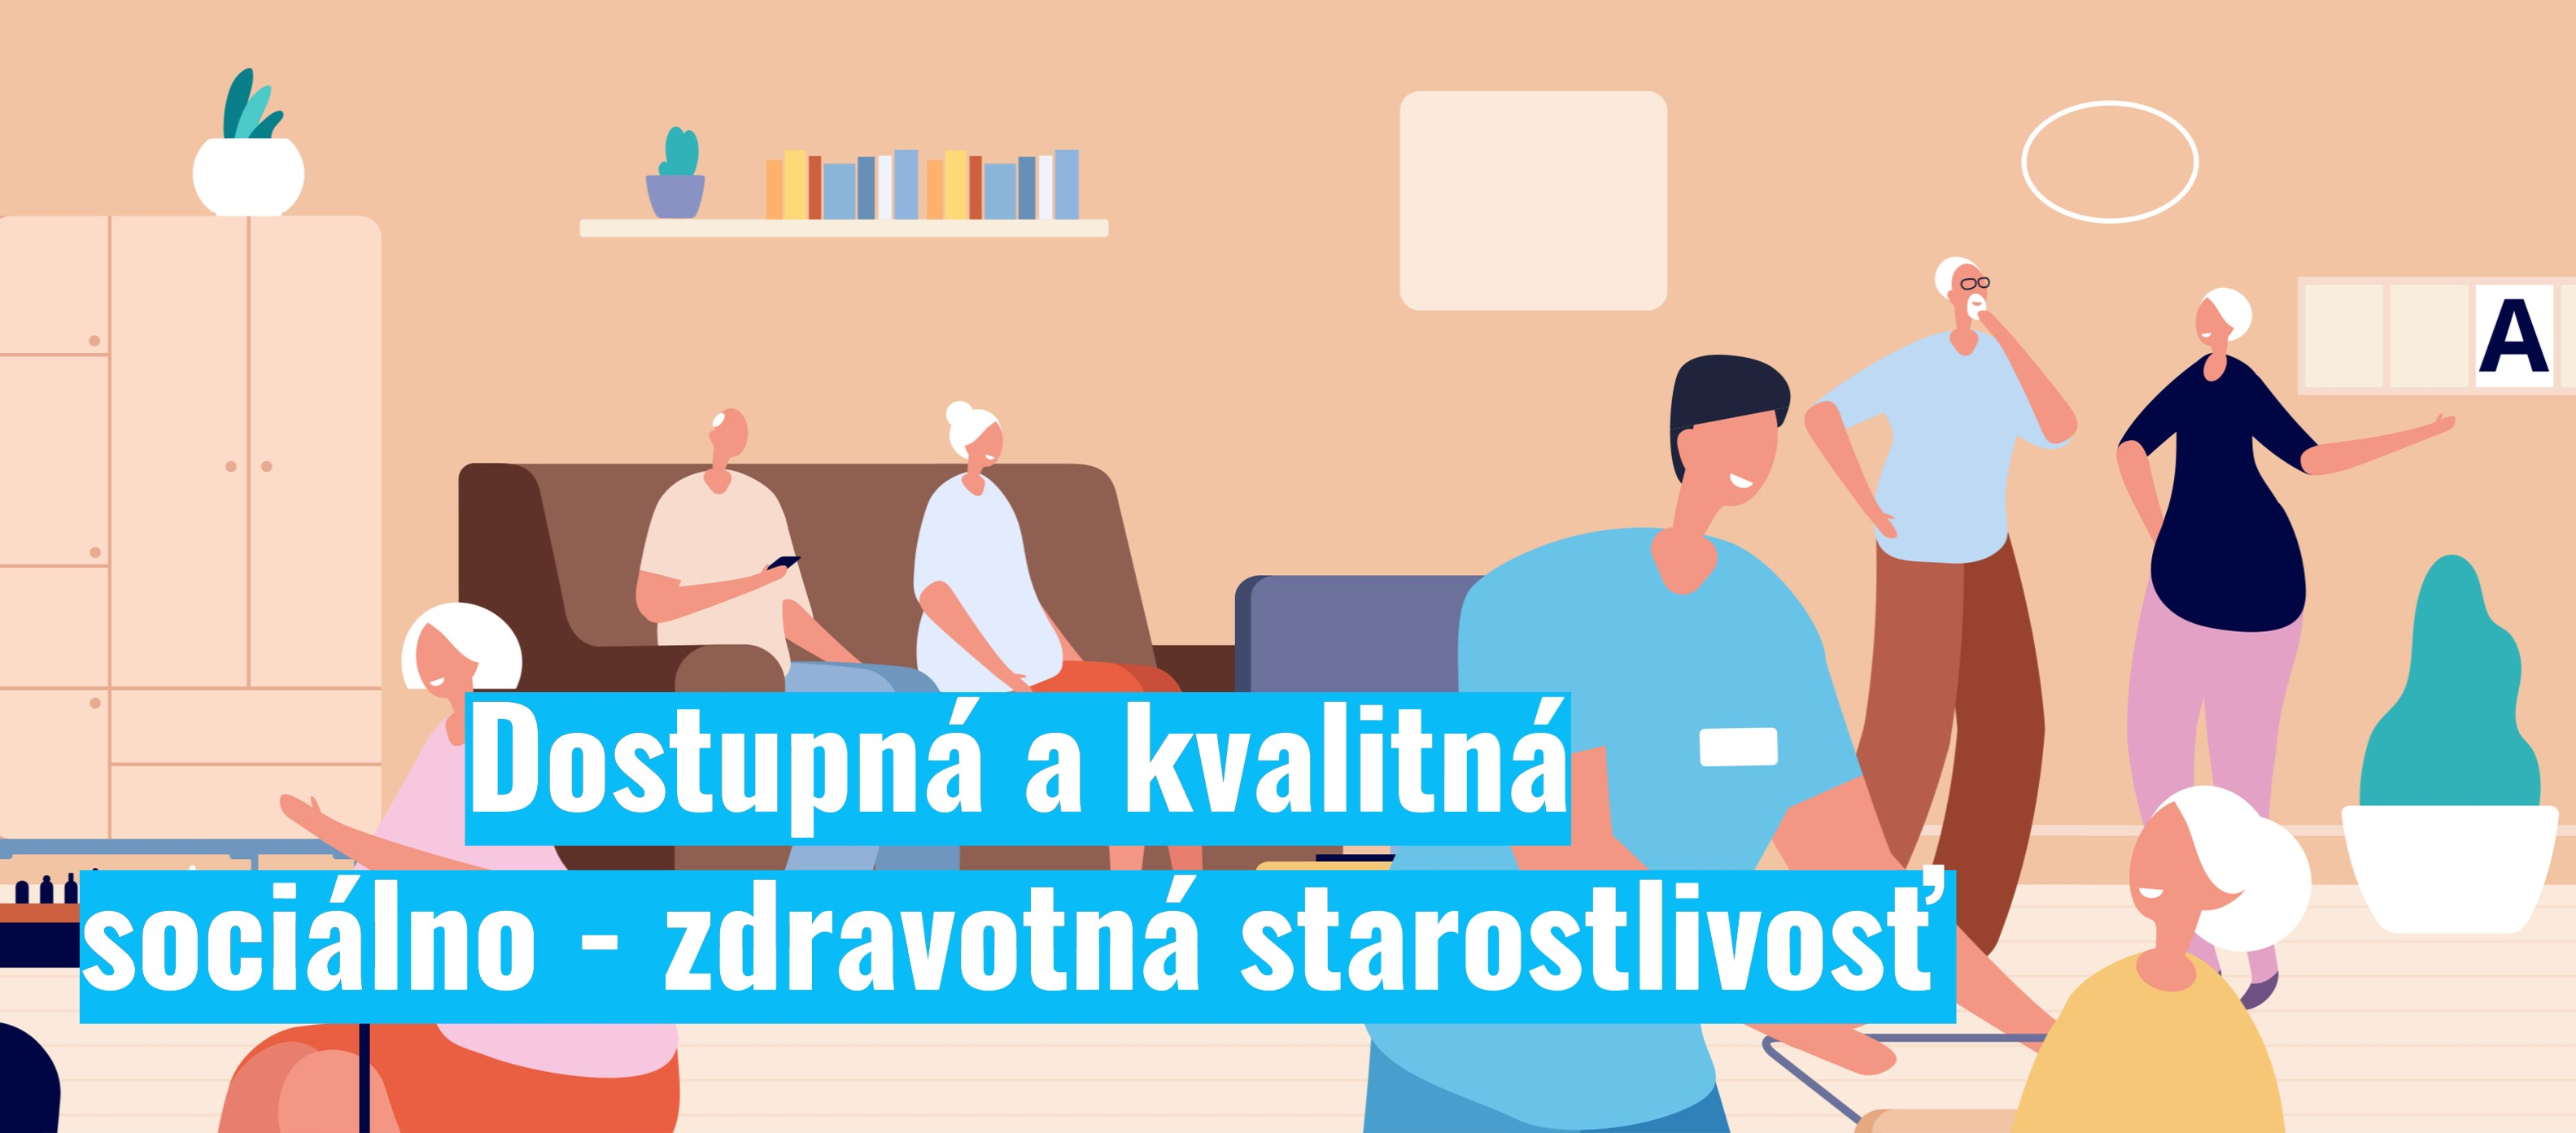 A
Dostupná a kvalitná
sociálno - zdravotná starostlivosť